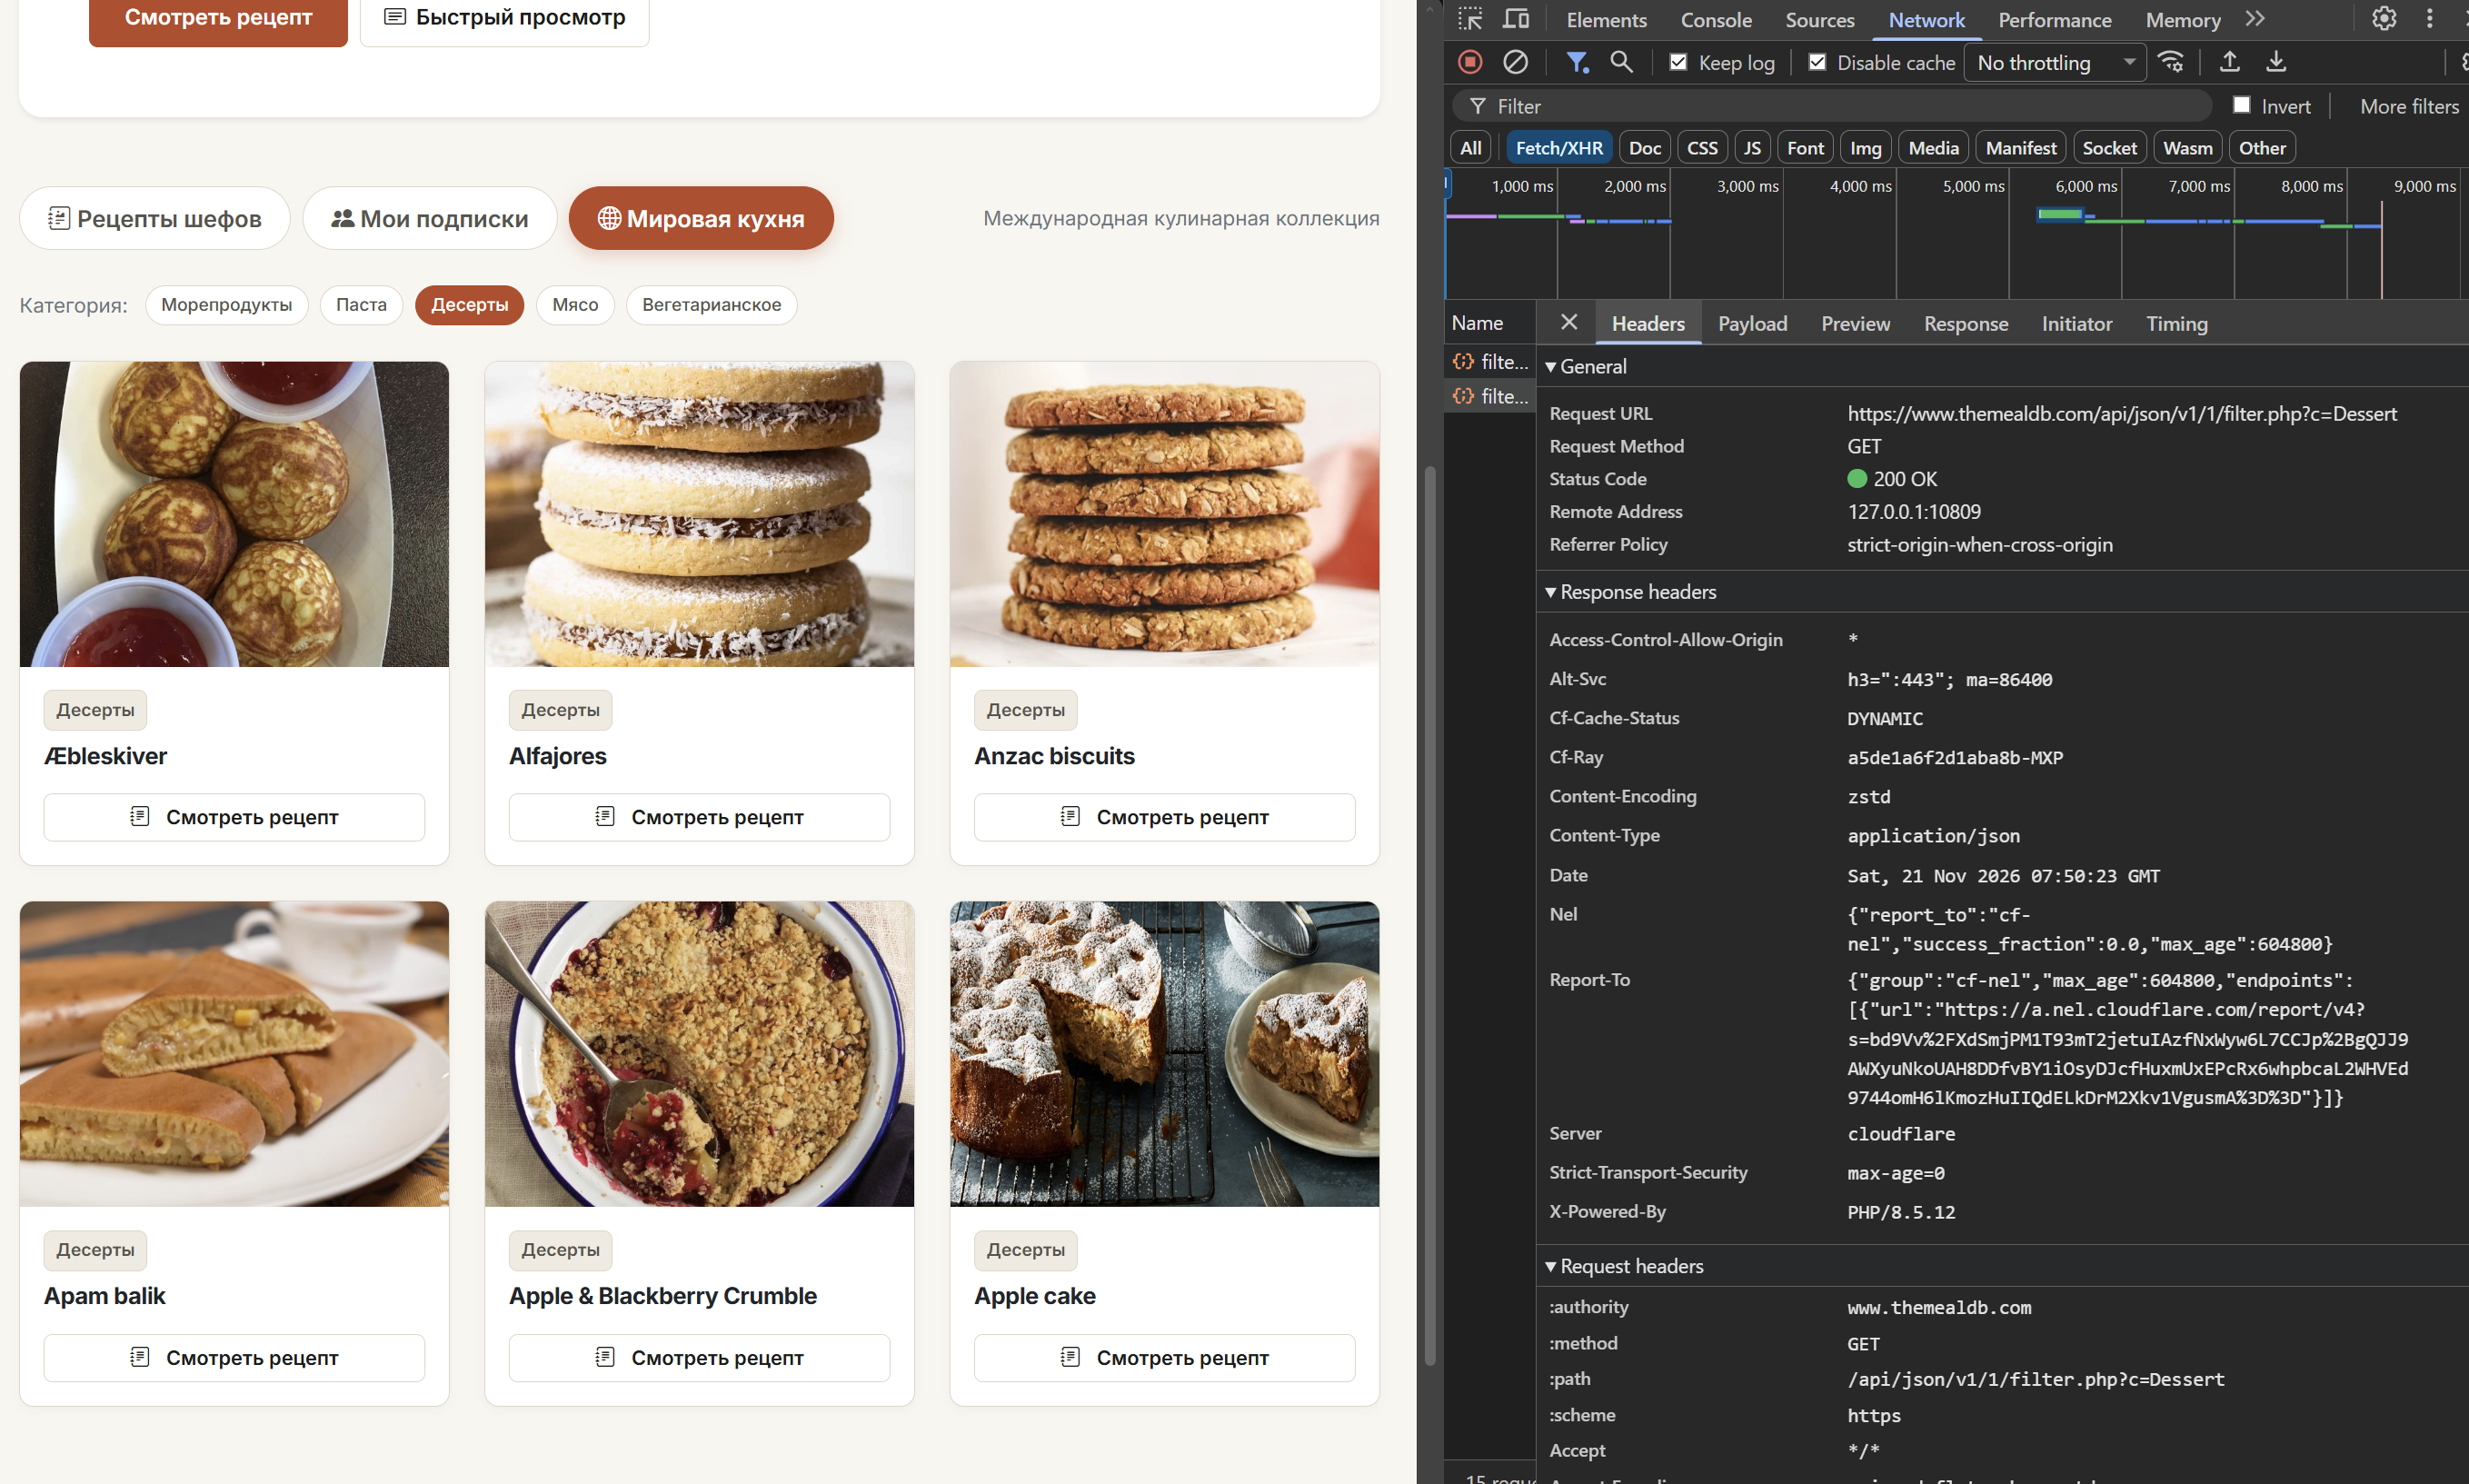 Смотреть рецепт
Быстрый просмотр
Рецепты шефов
Мои подписки
Мировая кухня
Международная кулинарная коллекция
Категория:
Морепродукты
Паста
Десерты
Мясо
Вегетарианское
Десерты
Æbleskiver
Смотреть рецепт
Десерты
Alfajores
Смотреть рецепт
Десерты
Anzac biscuits
Смотреть рецепт
Десерты
Apam balik
Смотреть рецепт
Десерты
Apple & Blackberry Crumble
Смотреть рецепт
Десерты
Apple cake
Смотреть рецепт
Elements Console Sources Network Performance Memory
Keep log Disable cache No throttling
Filter Invert More filters
All Fetch/XHR Doc CSS JS Font Img Media Manifest Socket Wasm Other
1,000 ms 2,000 ms 3,000 ms 4,000 ms 5,000 ms 6,000 ms 7,000 ms 8,000 ms 9,000 ms
Name Headers Payload Preview Response Initiator Timing
filte...
filte...
General
Request URL https://www.themealdb.com/api/json/v1/1/filter.php?c=Dessert
Request Method GET
Status Code 200 OK
Remote Address 127.0.0.1:10809
Referrer Policy strict-origin-when-cross-origin
Response headers
Access-Control-Allow-Origin *
Alt-Svc h3=":443"; ma=86400
Cf-Cache-Status DYNAMIC
Cf-Ray a5de1a6f2d1aba8b-MXP
Content-Encoding zstd
Content-Type application/json
Date Sat, 21 Nov 2026 07:50:23 GMT
Nel {"report_to":"cf-
nel","success_fraction":0.0,"max_age":604800}
Report-To {"group":"cf-nel","max_age":604800,"endpoints":
[{"url":"https://a.nel.cloudflare.com/report/v4?
s=bd9Vv%2FXdSmjPM1T93mT2jetuIAzfNxWyw6L7CCJp%2BgQJJ9
AWXyuNkoUAH8DDfvBY1iOsyDJcfHuxmUxEPcRx6whpbcaL2WHVEd
9744omH6lKmozHuIIQdELkDrM2Xkv1VgusmA%3D%3D"}]}
Server cloudflare
Strict-Transport-Security max-age=0
X-Powered-By PHP/8.5.12
Request headers
:authority www.themealdb.com
:method GET
:path /api/json/v1/1/filter.php?c=Dessert
:scheme https
Accept */*